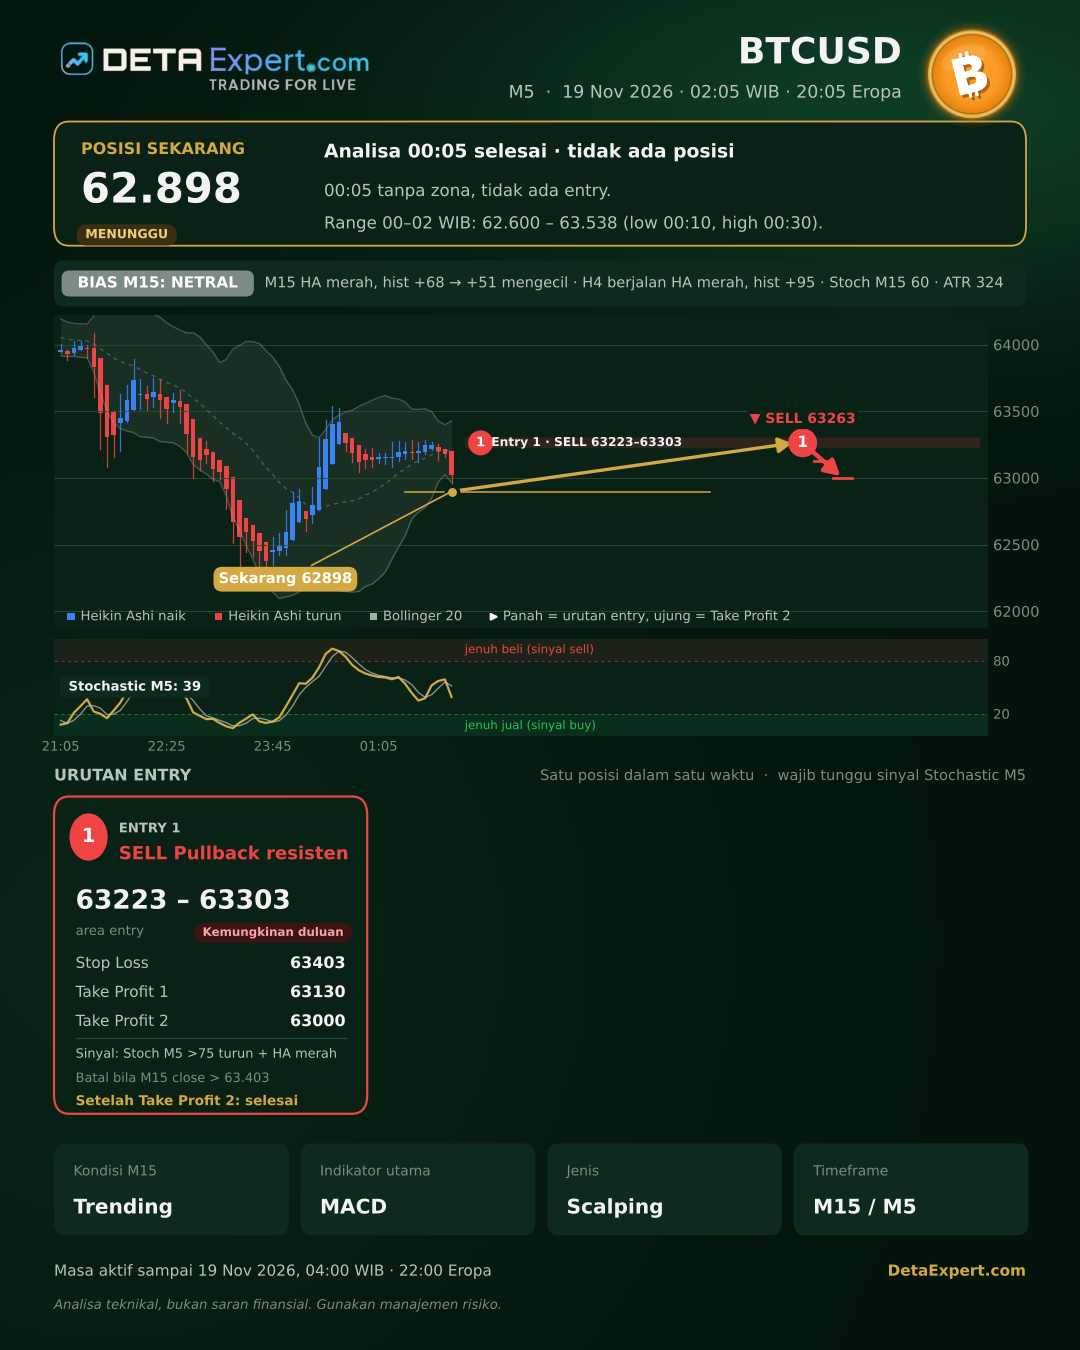 DETA Expert.com
TRADING FOR LIVE
BTCUSD
M5 · 19 Nov 2026 · 02:05 WIB · 20:05 Eropa
B
POSISI SEKARANG
62.898
MENUNGGU
Analisa 00:05 selesai · tidak ada posisi
00:05 tanpa zona, tidak ada entry.
Range 00–02 WIB: 62.600 – 63.538 (low 00:10, high 00:30).
BIAS M15: NETRAL
M15 HA merah, hist +68 → +51 mengecil · H4 berjalan HA merah, hist +95 · Stoch M15 60 · ATR 324
64000
63500
63000
62500
62000
▼ SELL 63263
1 Entry 1 · SELL 63223–63303
1
Sekarang 62898
Heikin Ashi naik
Heikin Ashi turun
Bollinger 20
Panah = urutan entry, ujung = Take Profit 2
jenuh beli (sinyal sell)
80
Stochastic M5: 39
20
jenuh jual (sinyal buy)
21:05 22:25 23:45 01:05
URUTAN ENTRY
Satu posisi dalam satu waktu · wajib tunggu sinyal Stochastic M5
1
ENTRY 1
SELL Pullback resisten
63223 – 63303
area entry
Kemungkinan duluan
Stop Loss 63403
Take Profit 1 63130
Take Profit 2 63000
Sinyal: Stoch M5 >75 turun + HA merah
Batal bila M15 close > 63.403
Setelah Take Profit 2: selesai
Kondisi M15
Trending
Indikator utama
MACD
Jenis
Scalping
Timeframe
M15 / M5
Masa aktif sampai 19 Nov 2026, 04:00 WIB · 22:00 Eropa
DetaExpert.com
Analisa teknikal, bukan saran finansial. Gunakan manajemen risiko.